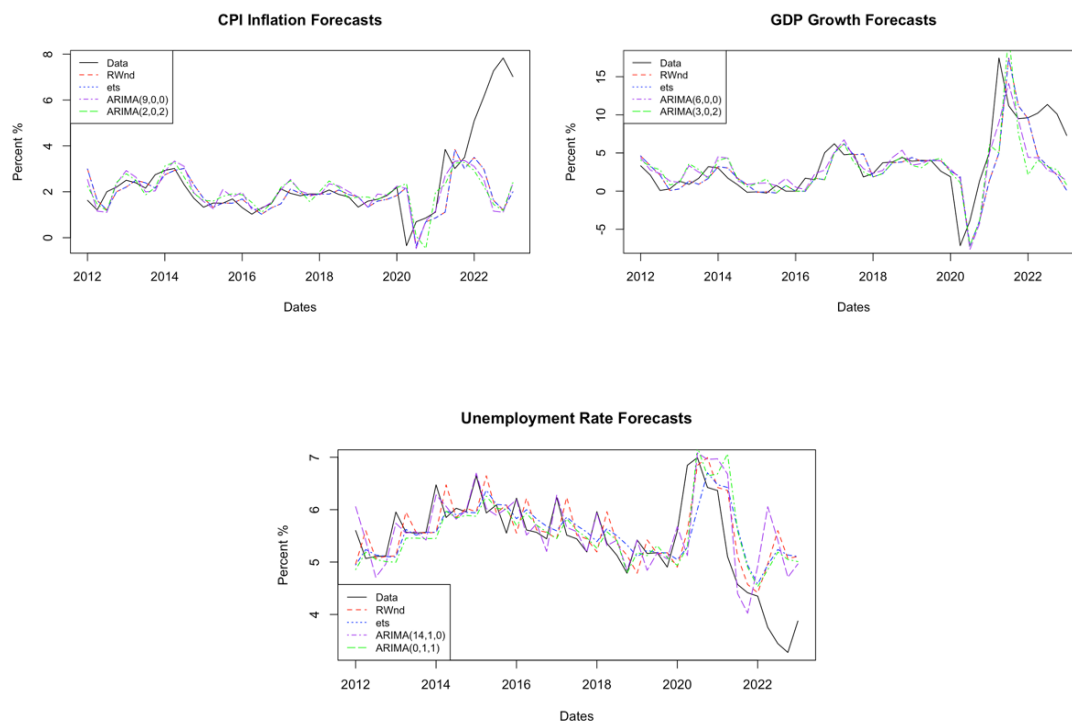 CPI Inflation Forecasts
Percent %
8
6
4
2
0
Data
RWnd
ets
ARIMA(9,0,0)
ARIMA(2,0,2)
2012 2014 2016 2018 2020 2022
Dates
GDP Growth Forecasts
Percent %
15
10
5
0
-5
Data
RWnd
ets
ARIMA(6,0,0)
ARIMA(3,0,2)
2012 2014 2016 2018 2020 2022
Dates
Unemployment Rate Forecasts
Percent %
7
6
5
4
Data
RWnd
ets
ARIMA(14,1,0)
ARIMA(0,1,1)
2012 2014 2016 2018 2020 2022
Dates